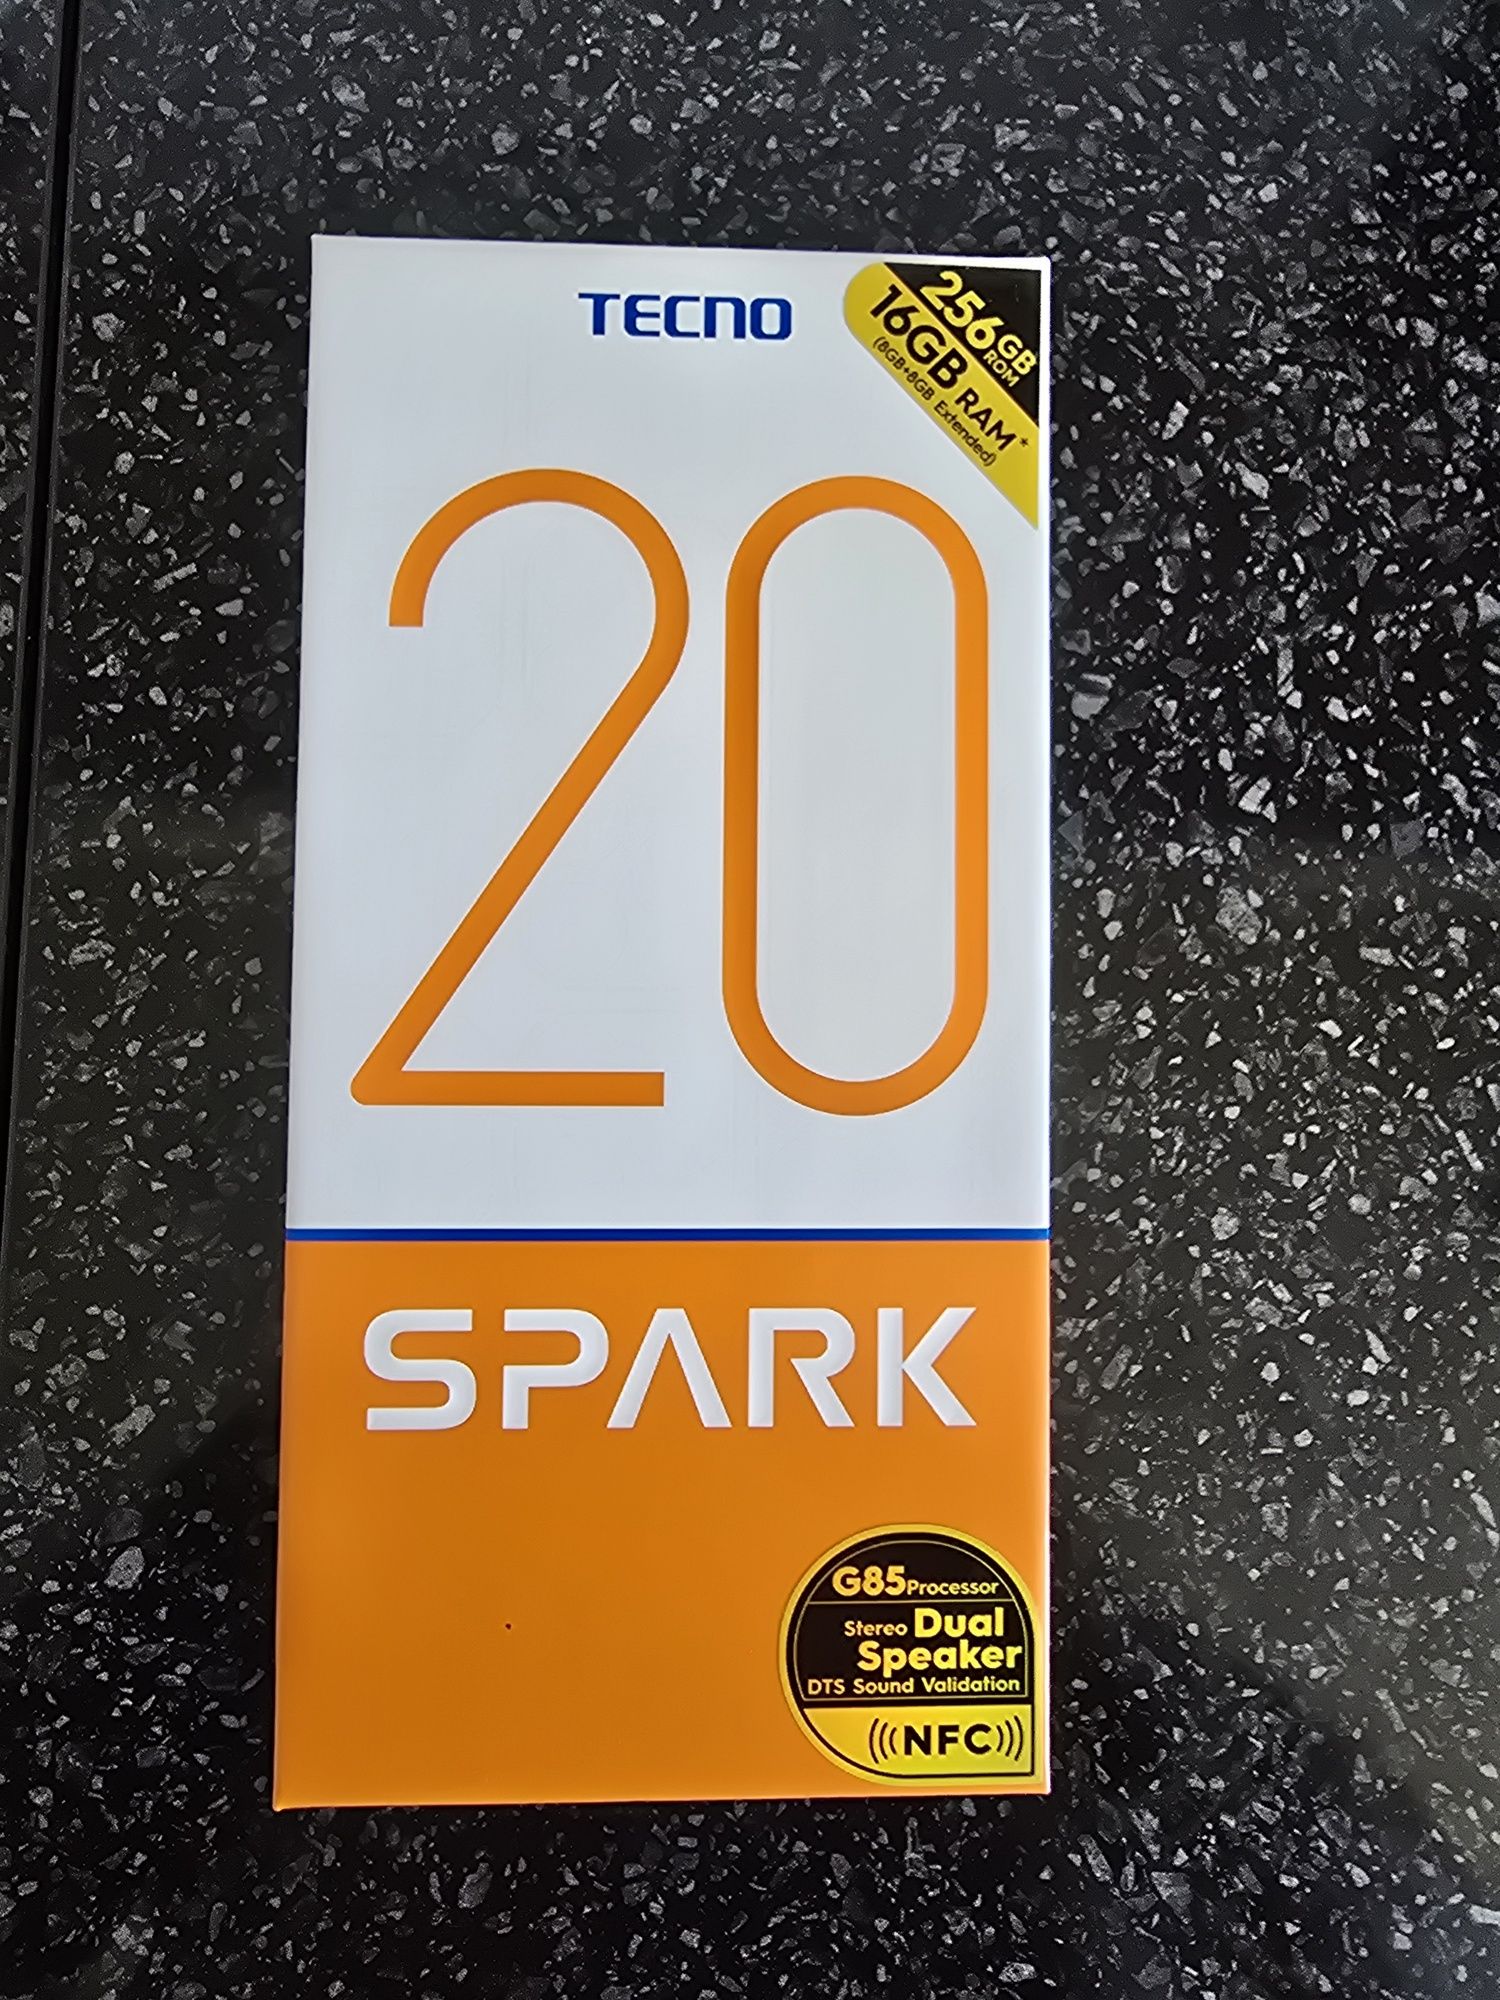 TECNO
256GB ROM
16GB RAM*
(8GB+8GB Extended)
20
SPARK
G85 Processor
Stereo Dual
Speaker
DTS Sound Validation
NFC